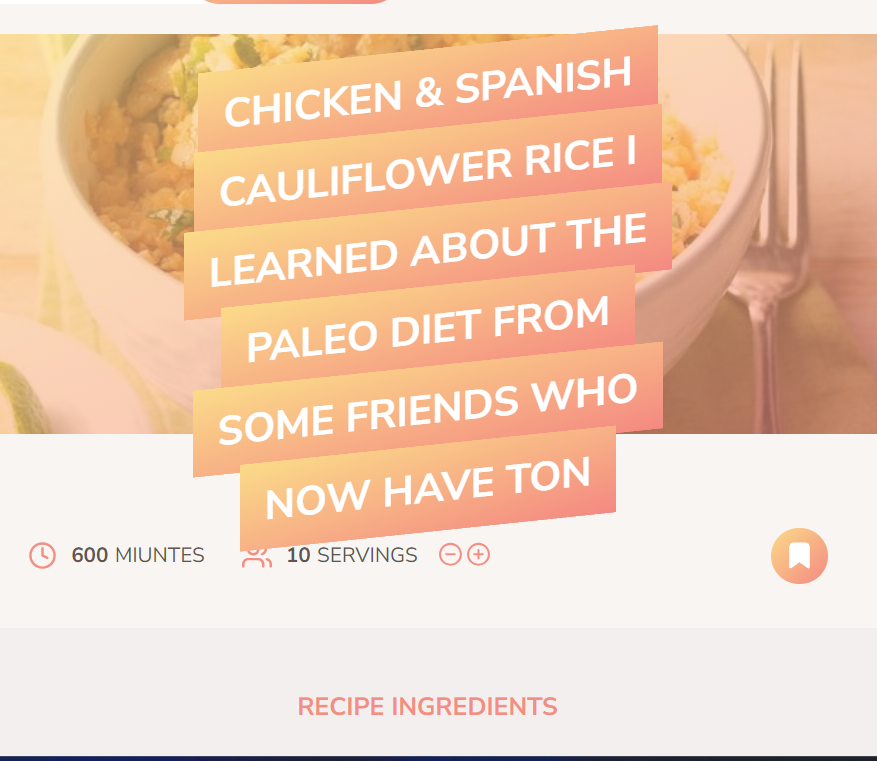 CHICKEN & SPANISH
CAULIFLOWER RICE I
LEARNED ABOUT THE
PALEO DIET FROM
SOME FRIENDS WHO
NOW HAVE TON
600 MIUNTES 10 SERVINGS
RECIPE INGREDIENTS